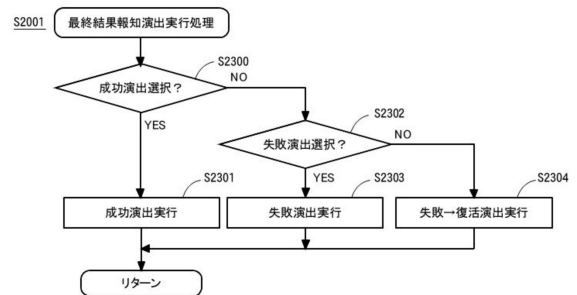 S2001
最終結果報知演出実行処理
S2300
成功演出選択？
NO
S2302
YES
失敗演出選択？
NO
YES
S2301
S2303
S2304
成功演出実行
失敗演出実行
失敗→復活演出実行
リターン